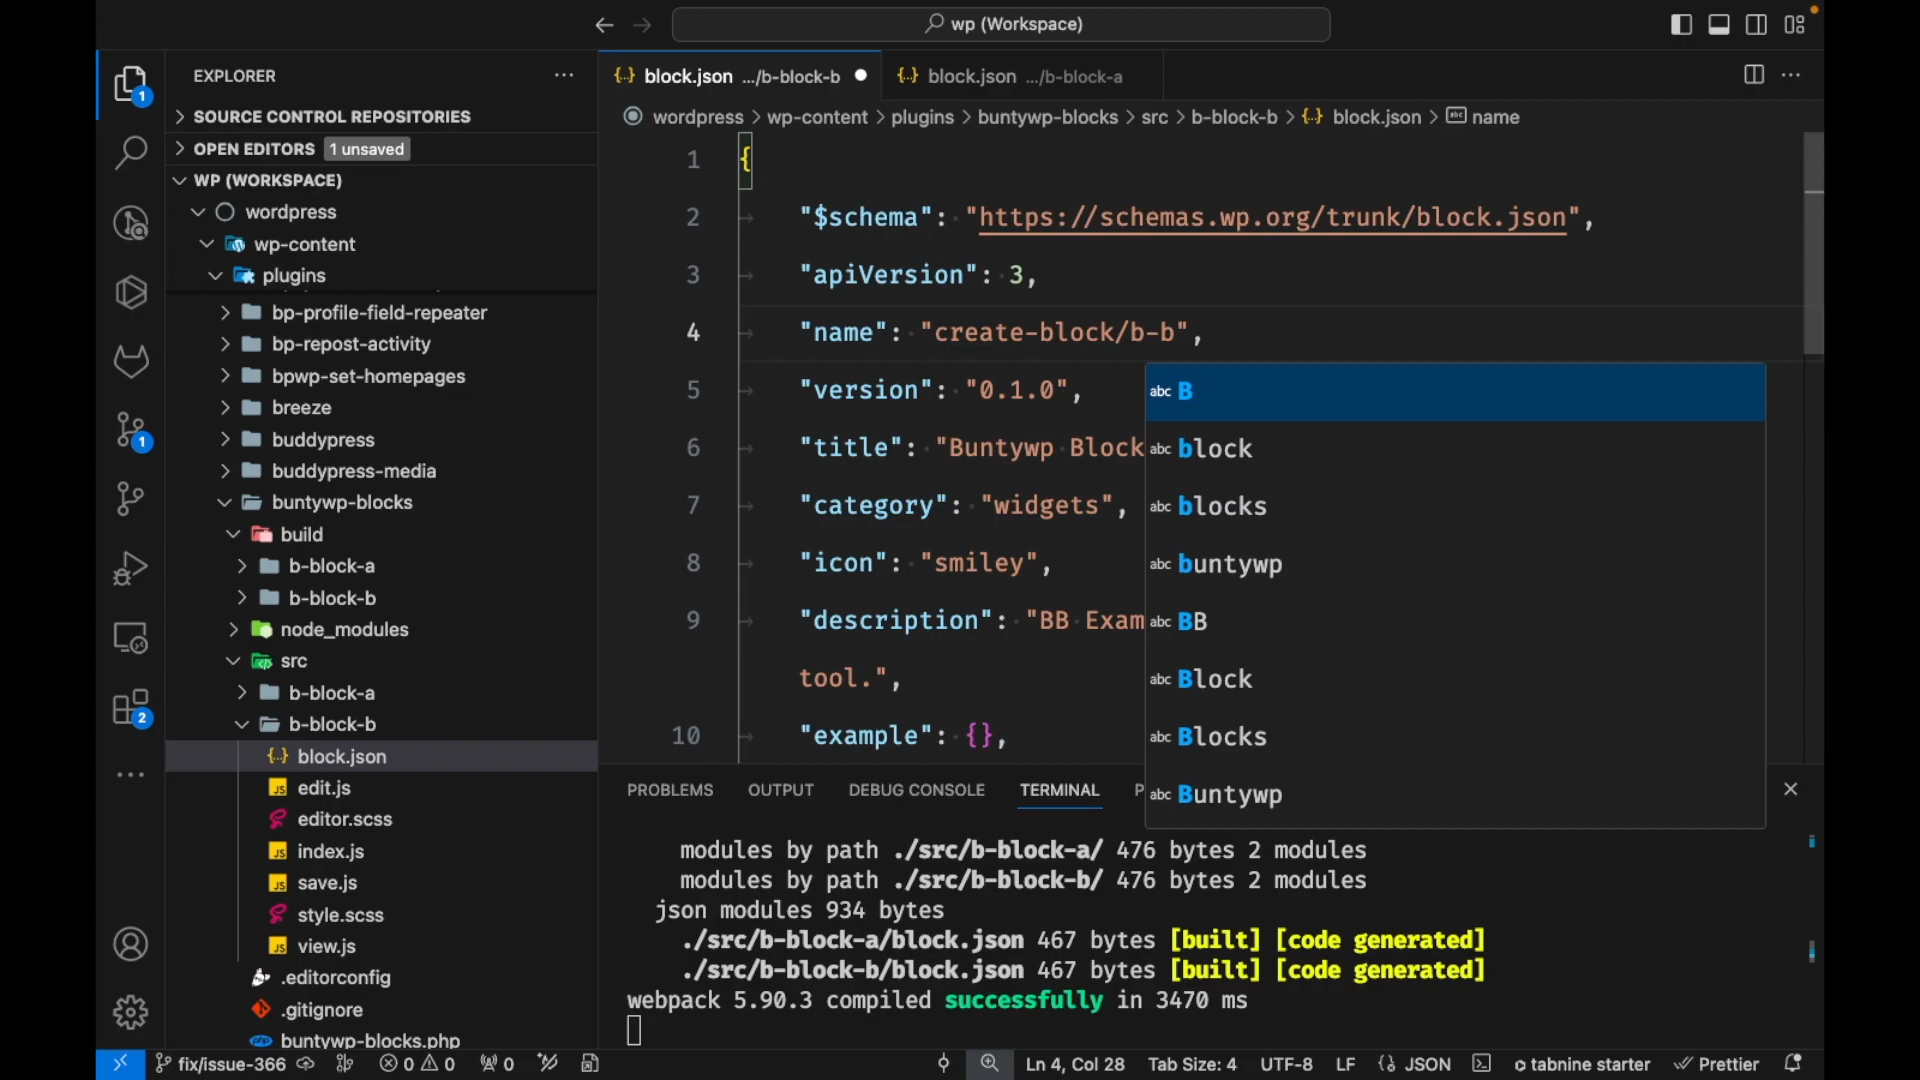 wp (Workspace)
EXPLORER
SOURCE CONTROL REPOSITORIES
OPEN EDITORS 1 unsaved
WP (WORKSPACE)
wordpress
wp-content
plugins
bp-profile-field-repeater
bp-repost-activity
bpwp-set-homepages
breeze
buddypress
buddypress-media
buntywp-blocks
build
b-block-a
b-block-b
node_modules
src
b-block-a
b-block-b
block.json
edit.js
editor.scss
index.js
save.js
style.scss
view.js
.editorconfig
.gitignore
buntywp-blocks.php
1
1
2
block.json .../b-block-b
block.json .../b-block-a
wordpress > wp-content > plugins > buntywp-blocks > src > b-block-b > {..} block.json > abc name
1 {
2 "$schema": "https://schemas.wp.org/trunk/block.json",
3 "apiVersion": 3,
4 "name": "create-block/b-b",
5 "version": "0.1.0",
6 "title": "Buntywp Block
7 "category": "widgets",
8 "icon": "smiley",
9 "description": "BB Exam
tool.",
10 "example": {},
abc B
abc block
abc blocks
abc buntywp
abc BB
abc Block
abc Blocks
abc Buntywp
PROBLEMS OUTPUT DEBUG CONSOLE TERMINAL P
modules by path ./src/b-block-a/ 476 bytes 2 modules
modules by path ./src/b-block-b/ 476 bytes 2 modules
json modules 934 bytes
./src/b-block-a/block.json 467 bytes [built] [code generated]
./src/b-block-b/block.json 467 bytes [built] [code generated]
webpack 5.90.3 compiled successfully in 3470 ms
fix/issue-366 0 0 0 Ln 4, Col 28 Tab Size: 4 UTF-8 LF {} JSON tabnine starter Prettier